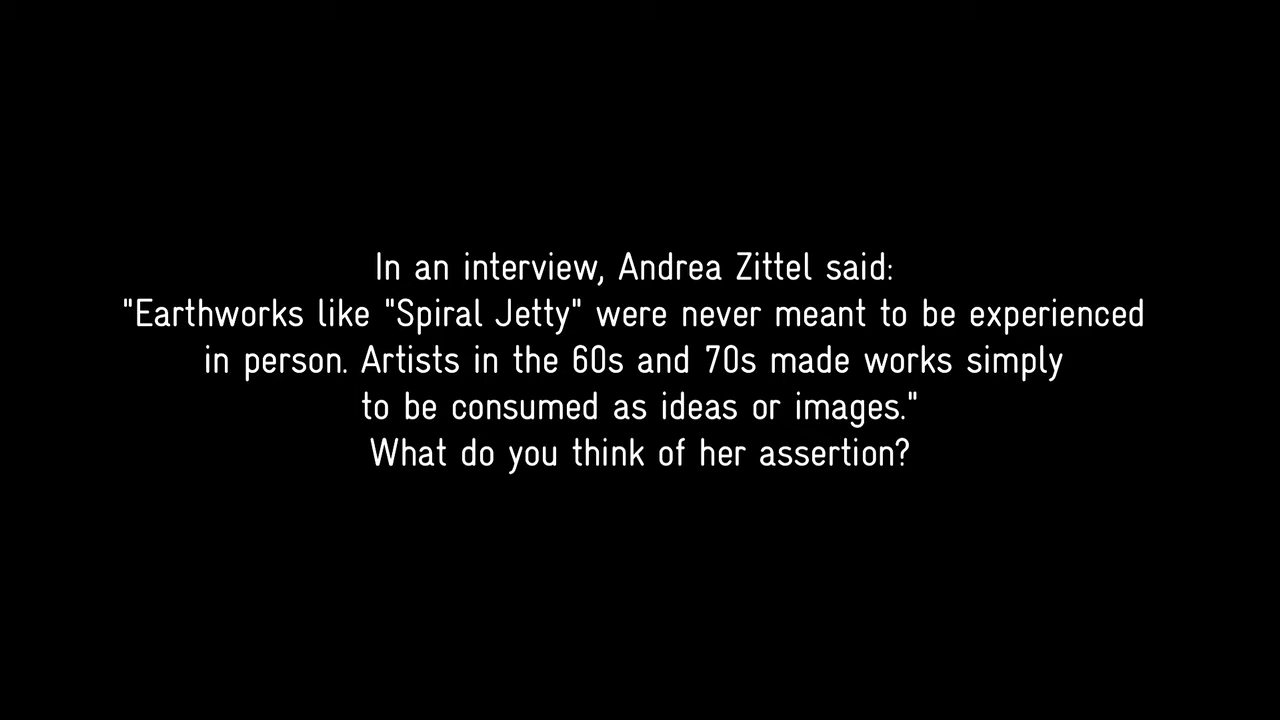 In an interview, Andrea Zittel said:
"Earthworks like "Spiral Jetty" were never meant to be experienced
in person. Artists in the 60s and 70s made works simply
to be consumed as ideas or images."
What do you think of her assertion?